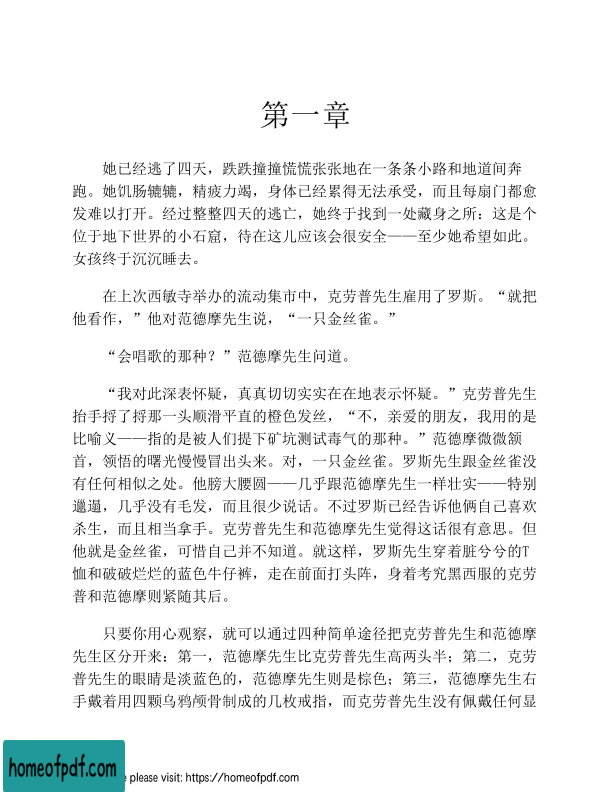 第一章
她已经逃了四天，跌跌撞撞慌慌张张地在一条条小路和地道间奔
跑。她饥肠辘辘，精疲力竭，身体已经累得无法承受，而且每扇门都愈
发难以打开。经过整整四天的逃亡，她终于找到一处藏身之所：这是个
位于地下世界的小石窟，待在这儿应该会很安全——至少她希望如此。
女孩终于沉沉睡去。
在上次西敏寺举办的流动集市中，克劳普先生雇用了罗斯。“就把
他看作，”他对范德摩先生说，“一只金丝雀。”
“会唱歌的那种？”范德摩先生问道。
“我对此深表怀疑，真真切切实实在在地表示怀疑。”克劳普先生
抬手捋了捋那一头顺滑平直的橙色发丝，“不，亲爱的朋友，我用的是
比喻义——指的是被人们提下矿坑测试毒气的那种。”范德摩微微颔
首，领悟的曙光慢慢冒出头来。对，一只金丝雀。罗斯先生跟金丝雀没
有任何相似之处。他膀大腰圆——几乎跟范德摩先生一样壮实——特别
邋遢，几乎没有毛发，而且很少说话。不过罗斯已经告诉他俩自己喜欢
杀生，而且相当拿手。克劳普先生和范德摩先生觉得这话很有意思。但
他就是金丝雀，可惜自己并不知道。就这样，罗斯先生穿着脏兮兮的T
恤和破破烂烂的蓝色牛仔裤，走在前面打头阵，身着考究黑西服的克劳
普和范德摩则紧随其后。
只要你用心观察，就可以通过四种简单途径把克劳普先生和范德摩
先生区分开来：第一，范德摩先生比克劳普先生高两头半；第二，克劳
普先生的眼睛是淡蓝色的，范德摩先生则是棕色；第三，范德摩先生右
手戴着用四颗乌鸦颅骨制成的几枚戒指，而克劳普先生没有佩戴任何显
homeofpdf.com
e please visit: https://homeofpdf.com